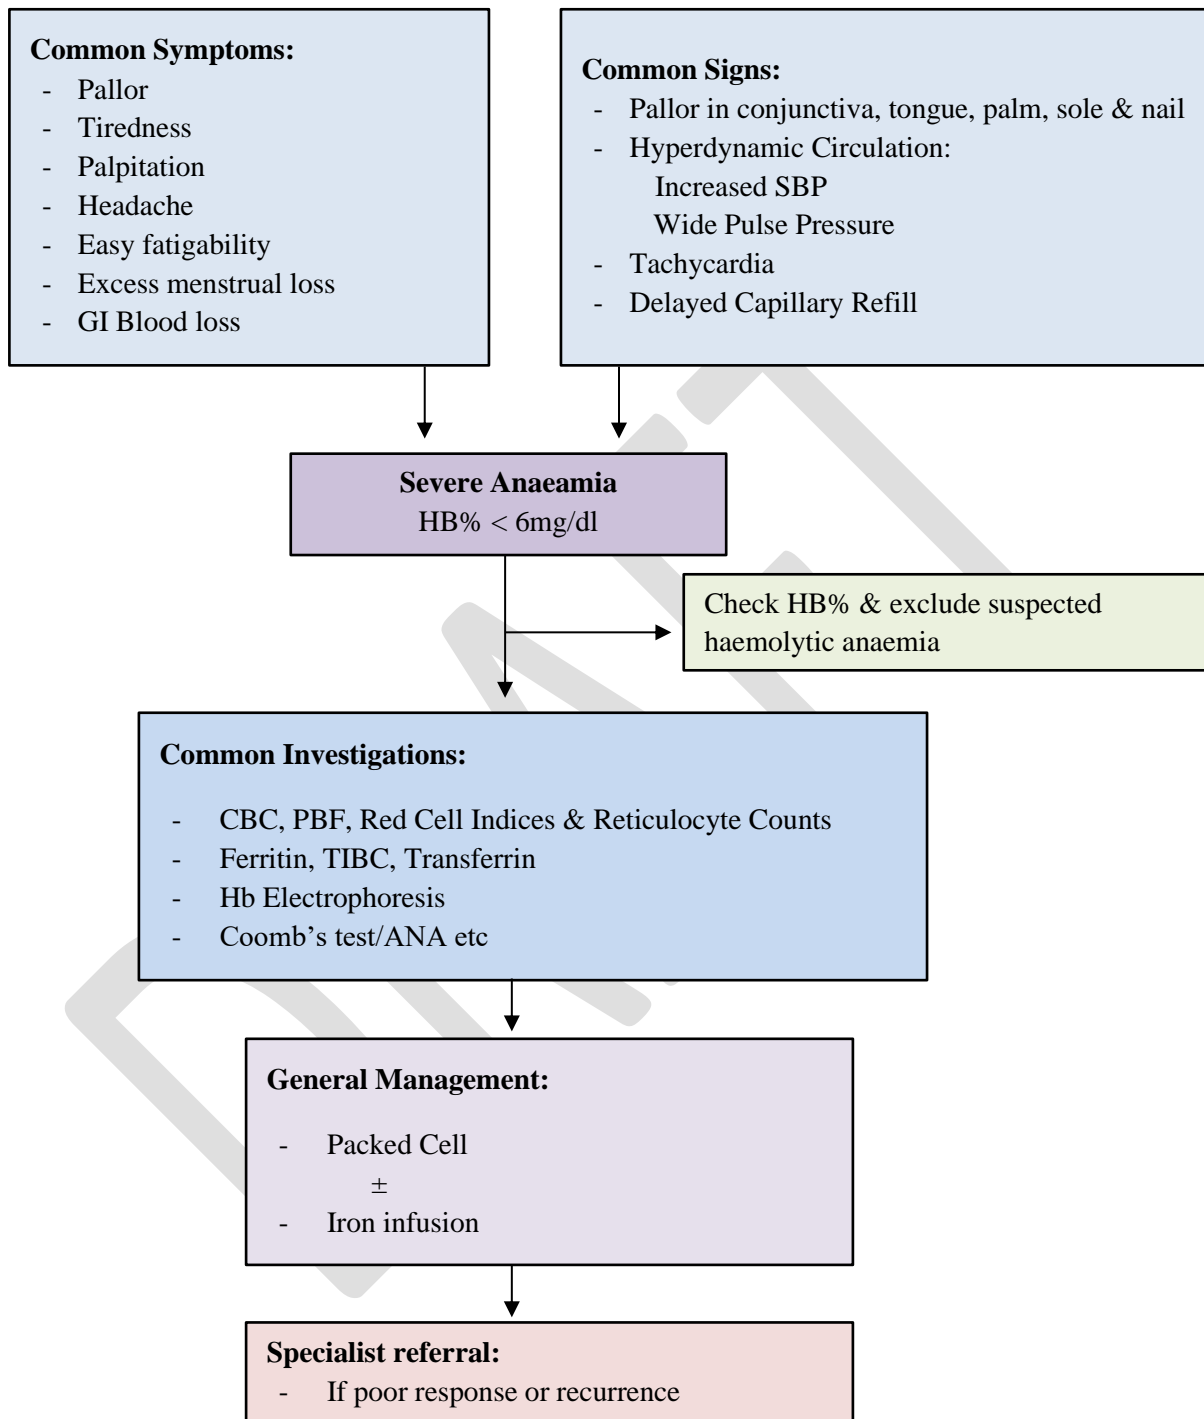 Common Symptoms:
- Pallor
- Tiredness
- Palpitation
- Headache
- Easy fatigability
- Excess menstrual loss
- GI Blood loss
Common Signs:
- Pallor in conjunctiva, tongue, palm, sole & nail
- Hyperdynamic Circulation:
Increased SBP
Wide Pulse Pressure
- Tachycardia
- Delayed Capillary Refill
Severe Anaeamia
HB% < 6mg/dl
Check HB% & exclude suspected
haemolytic anaemia
Common Investigations:
- CBC, PBF, Red Cell Indices & Reticulocyte Counts
- Ferritin, TIBC, Transferrin
- Hb Electrophoresis
- Coomb’s test/ANA etc
General Management:
- Packed Cell
±
- Iron infusion
Specialist referral:
- If poor response or recurrence
DRAFT